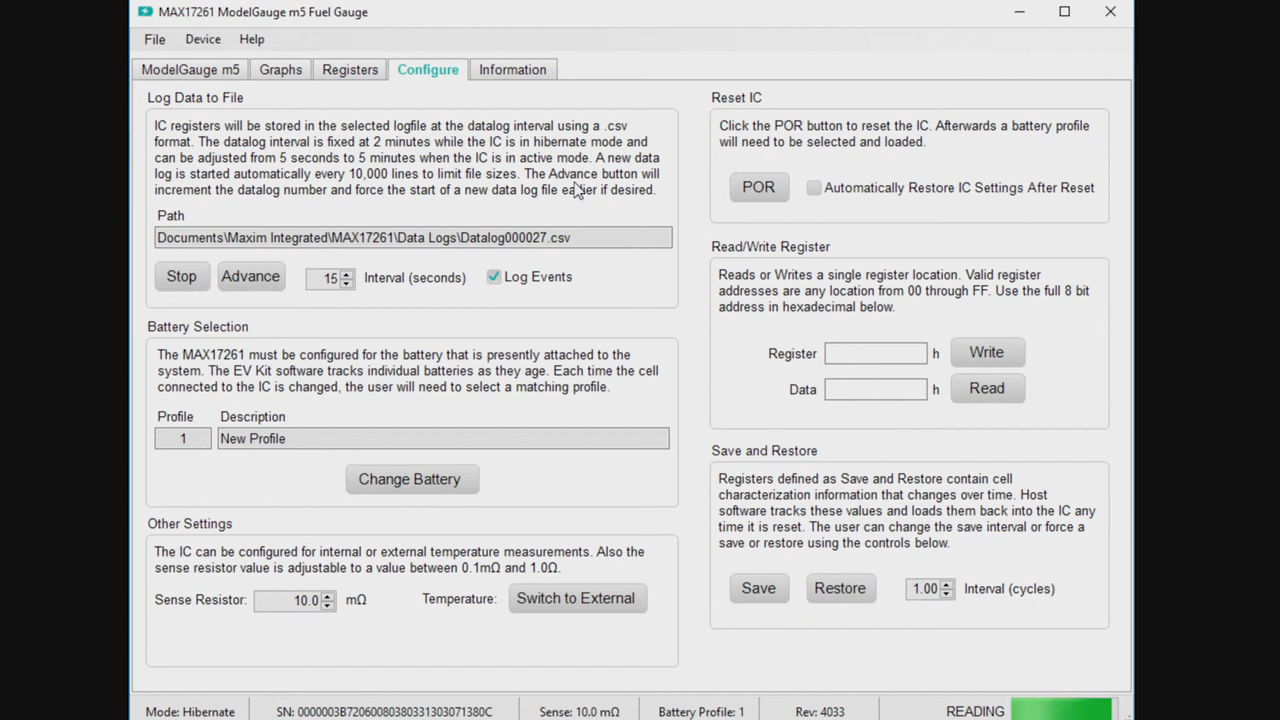 MAX17261 ModelGauge m5 Fuel Gauge
File Device Help
ModelGauge m5 Graphs Registers Configure Information
Log Data to File
IC registers will be stored in the selected logfile at the datalog interval using a .csv
format. The datalog interval is fixed at 2 minutes while the IC is in hibernate mode and
can be adjusted from 5 seconds to 5 minutes when the IC is in active mode. A new data
log is started automatically every 10,000 lines to limit file sizes. The Advance button will
increment the datalog number and force the start of a new data log file earlier if desired.
Path
Documents\Maxim Integrated\MAX17261\Data Logs\Datalog000027.csv
Stop Advance 15 Interval (seconds) Log Events
Battery Selection
The MAX17261 must be configured for the battery that is presently attached to the
system. The EV Kit software tracks individual batteries as they age. Each time the cell
connected to the IC is changed, the user will need to select a matching profile.
Profile Description
1 New Profile
Change Battery
Other Settings
The IC can be configured for internal or external temperature measurements. Also the
sense resistor value is adjustable to a value between 0.1mΩ and 1.0Ω.
Sense Resistor: 10.0 mΩ Temperature: Switch to External
Reset IC
Click the POR button to reset the IC. Afterwards a battery profile
will need to be selected and loaded.
POR Automatically Restore IC Settings After Reset
Read/Write Register
Reads or Writes a single register location. Valid register
addresses are any location from 00 through FF. Use the full 8 bit
address in hexadecimal below.
Register h Write
Data h Read
Save and Restore
Registers defined as Save and Restore contain cell
characterization information that changes over time. Host
software tracks these values and loads them back into the IC any
time it is reset. The user can change the save interval or force a
save or restore using the controls below.
Save Restore 1.00 Interval (cycles)
Mode: Hibernate Sense: 10.0 mΩ Battery Profile: 1 Rev: 4033 READING